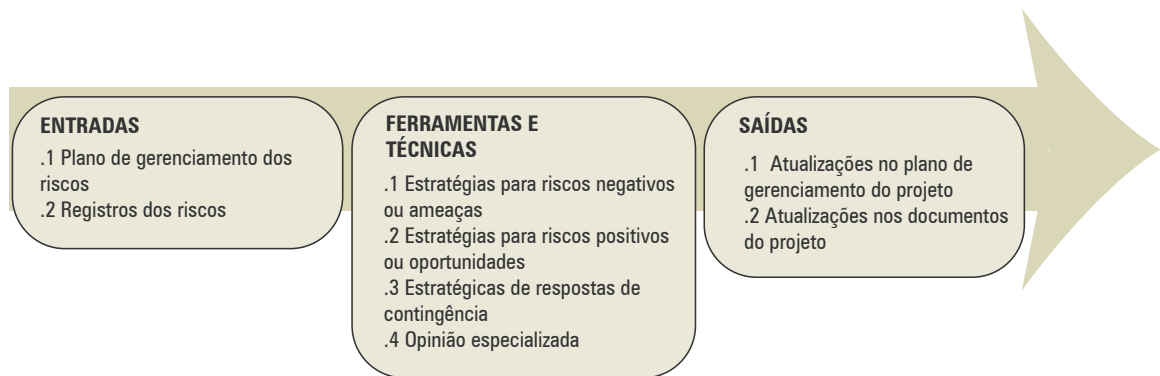 ENTRADAS
.1 Plano de gerenciamento dos
riscos
.2 Registros dos riscos
FERRAMENTAS E
TÉCNICAS
.1 Estratégias para riscos negativos
ou ameaças
.2 Estratégias para riscos positivos
ou oportunidades
.3 Estratégicas de respostas de
contingência
.4 Opinião especializada
SAÍDAS
.1 Atualizações no plano de
gerenciamento do projeto
.2 Atualizações nos documentos
do projeto